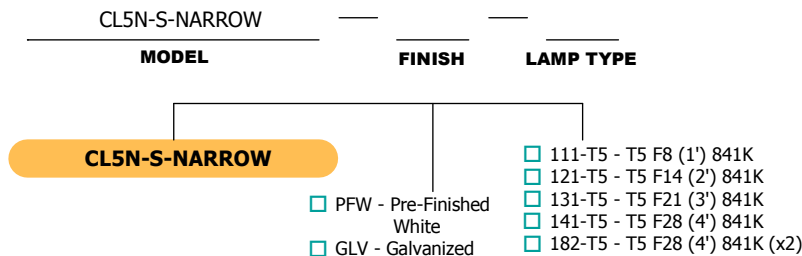 CL5N-S-NARROW
MODEL
FINISH
LAMP TYPE
CL5N-S-NARROW
PFW - Pre-Finished
White
GLV - Galvanized
111-T5 - T5 F8 (1') 841K
121-T5 - T5 F14 (2') 841K
131-T5 - T5 F21 (3') 841K
141-T5 - T5 F28 (4') 841K
182-T5 - T5 F28 (4') 841K (x2)